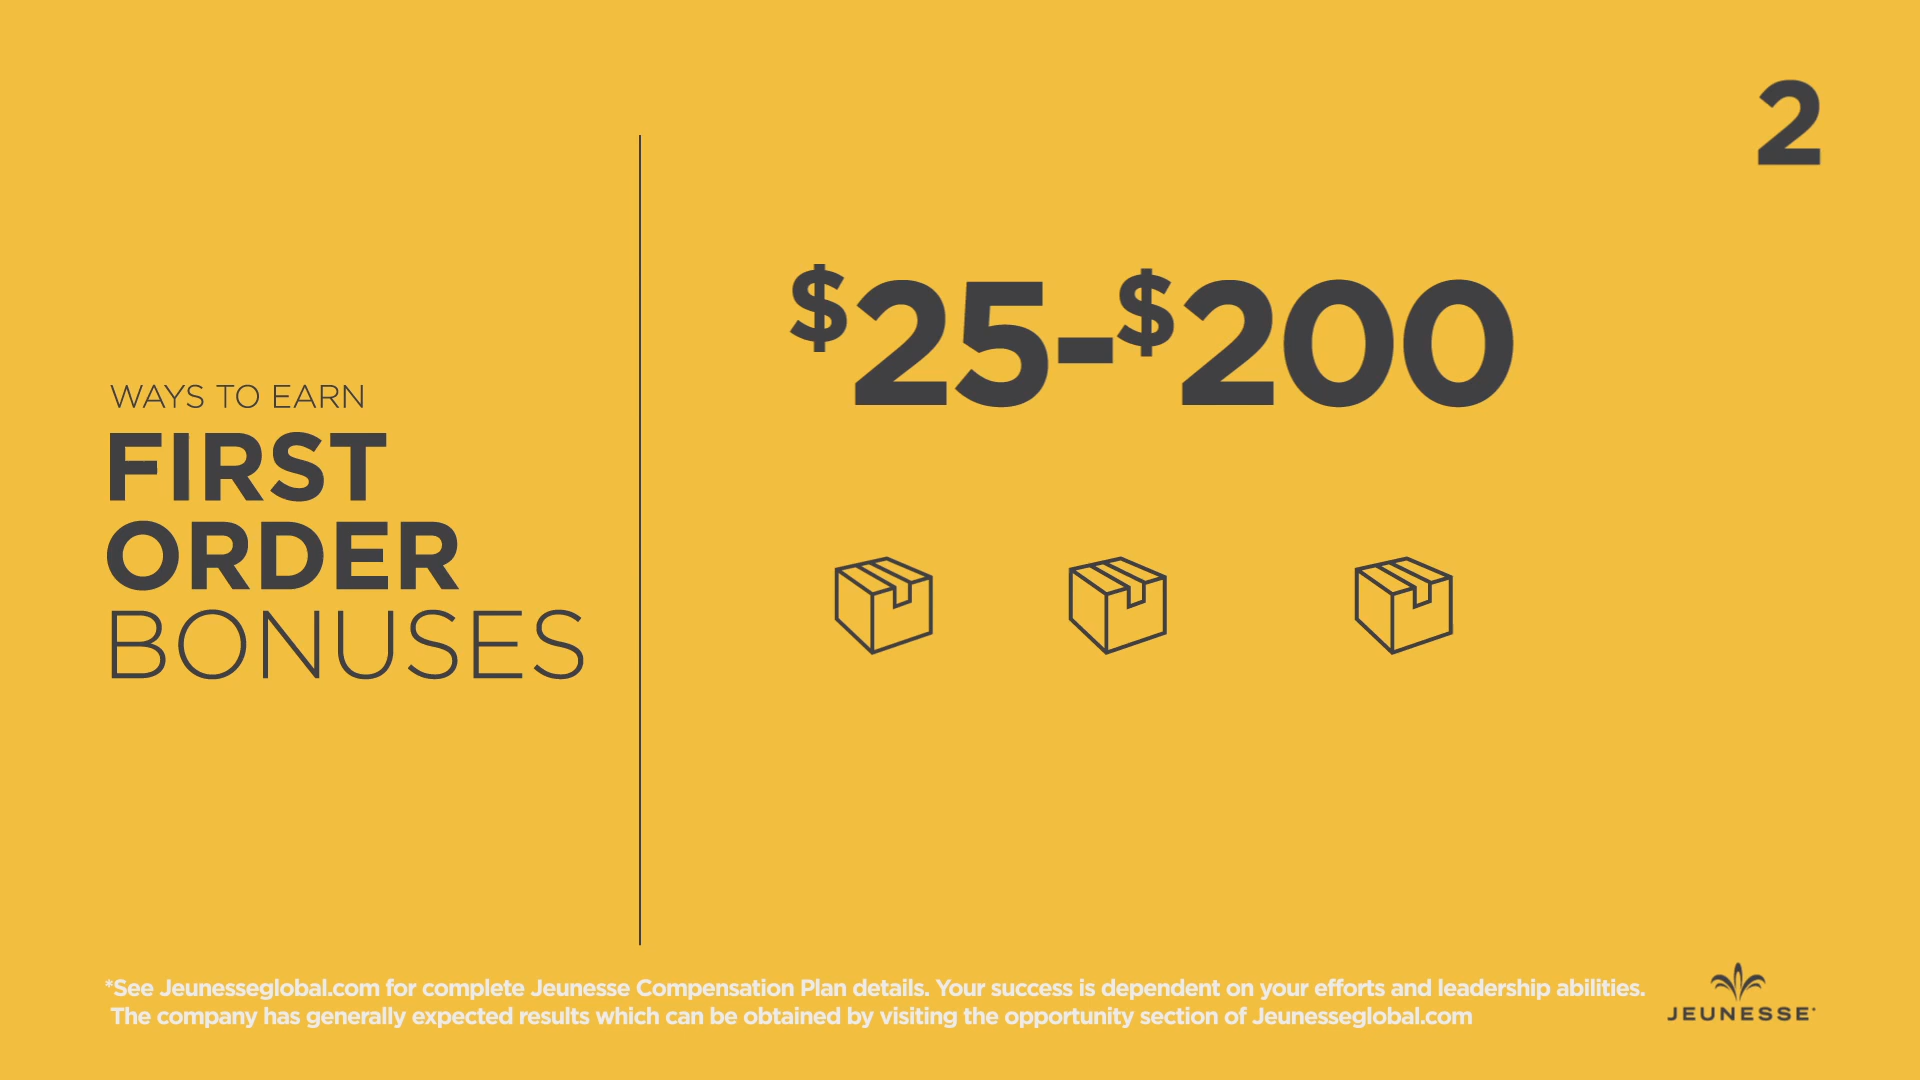 2
WAYS TO EARN
FIRST
ORDER
BONUSES
$25-$200
*See Jeunesseglobal.com for complete Jeunesse Compensation Plan details. Your success is dependent on your efforts and leadership abilities.
The company has generally expected results which can be obtained by visiting the opportunity section of Jeunesseglobal.com
JEUNESSE